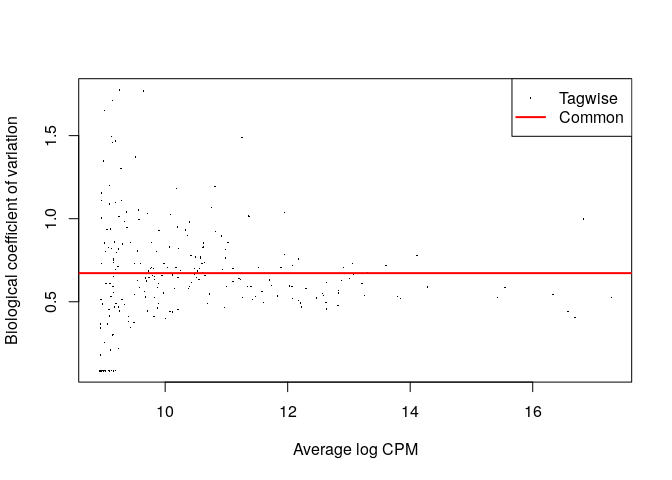 Tagwise
Common
Biological coefficient of variation
1.5
1.0
0.5
10 12 14 16
Average log CPM